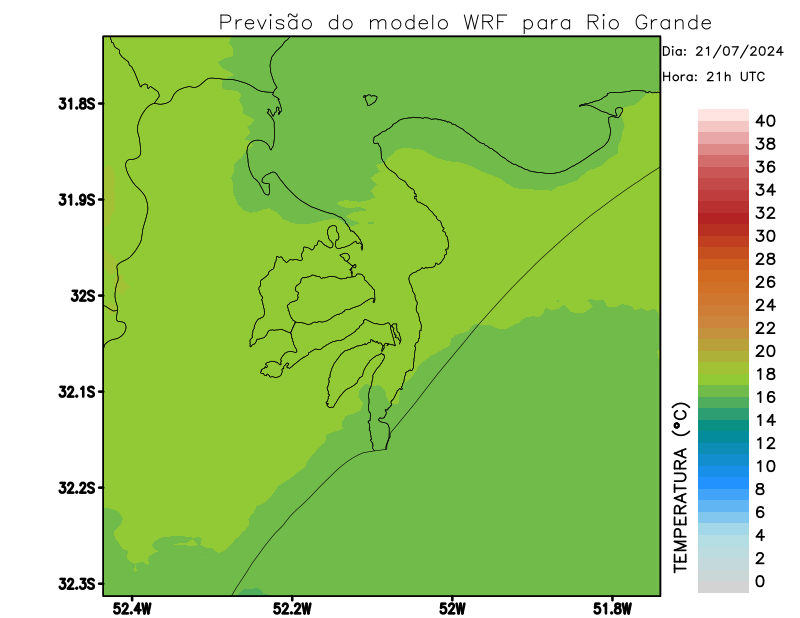 Previsão do modelo WRF para Rio Grande
Dia: 21/07/2024
Hora: 21h UTC
31.8S
31.9S
32S
32.1S
32.2S
32.3S
52.4W
52.2W
52W
51.8W
TEMPERATURA (°C)
40
38
36
34
32
30
28
26
24
22
20
18
16
14
12
10
8
6
4
2
0